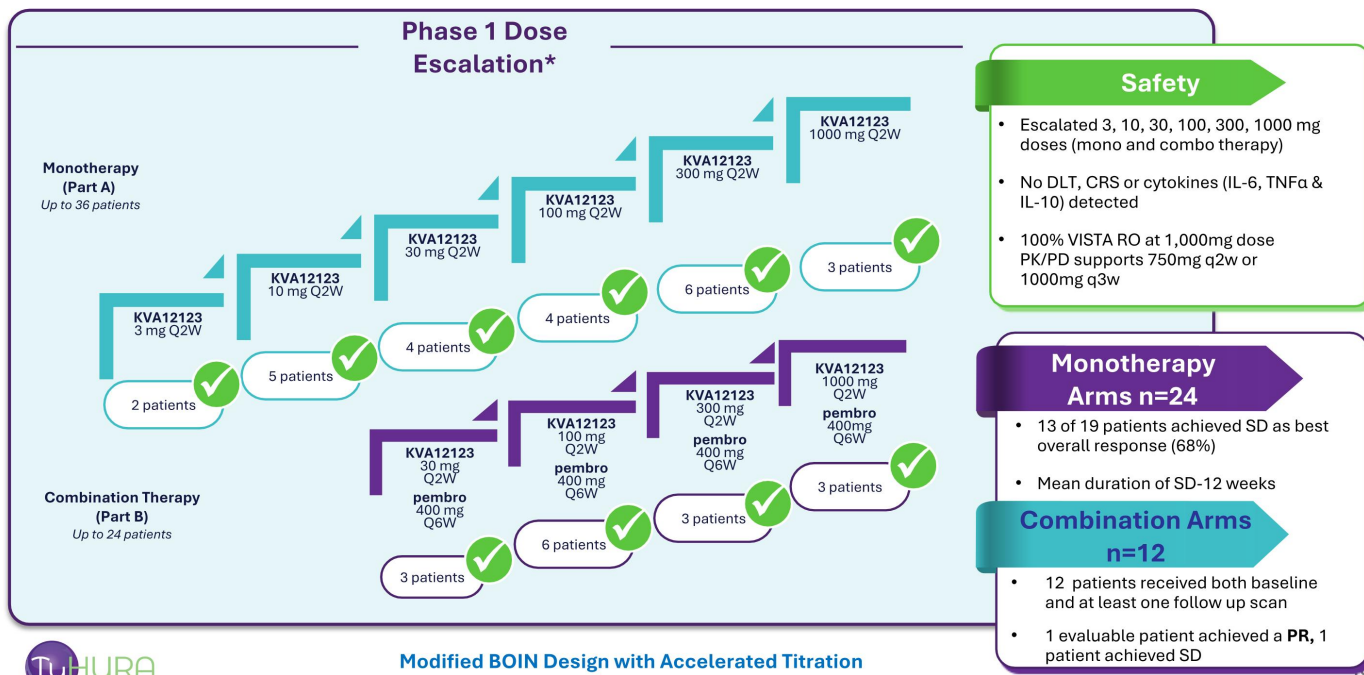 Phase 1 Dose
Escalation*
Monotherapy
(Part A)
Up to 36 patients
KVA12123
3 mg Q2W
KVA12123
10 mg Q2W
KVA12123
30 mg Q2W
KVA12123
100 mg Q2W
KVA12123
300 mg Q2W
KVA12123
1000 mg Q2W
2 patients
5 patients
4 patients
4 patients
6 patients
3 patients
Combination Therapy
(Part B)
Up to 24 patients
KVA12123
30 mg
Q2W
pembro
400 mg
Q6W
KVA12123
100 mg
Q2W
pembro
400 mg
Q6W
KVA12123
300 mg
Q2W
pembro
400 mg
Q6W
KVA12123
1000 mg
Q2W
pembro
400mg
Q6W
3 patients
6 patients
3 patients
3 patients
Safety
• Escalated 3, 10, 30, 100, 300, 1000 mg
doses (mono and combo therapy)
• No DLT, CRS or cytokines (IL-6, TNFα &
IL-10) detected
• 100% VISTA RO at 1,000mg dose
PK/PD supports 750mg q2w or
1000mg q3w
Monotherapy
Arms n=24
• 13 of 19 patients achieved SD as best
overall response (68%)
• Mean duration of SD-12 weeks
Combination Arms
n=12
• 12 patients received both baseline
and at least one follow up scan
• 1 evaluable patient achieved a PR, 1
patient achieved SD
TuHURA
Modified BOIN Design with Accelerated Titration